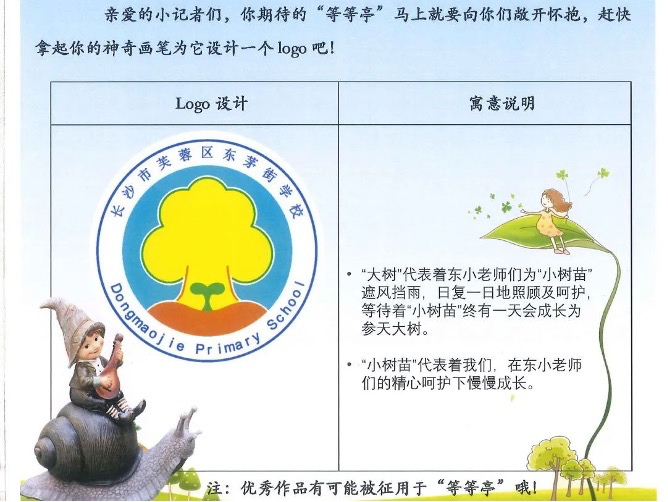 亲爱的小记者们，你期待的“等等亭”马上就要向你们敞开怀抱，赶快
拿起你的神奇画笔为它设计一个logo吧！
Logo 设计
寓意说明
长沙市芙蓉区东茅街学校
Dongmaojie Primary School
• “大树”代表着东小老师们为“小树苗”
遮风挡雨，日复一日地照顾及呵护，
等待着“小树苗”终有一天会成长为
参天大树。
• “小树苗”代表着我们，在东小老师
们的精心呵护下慢慢成长。
注：优秀作品有可能被征用于“等等亭”哦！